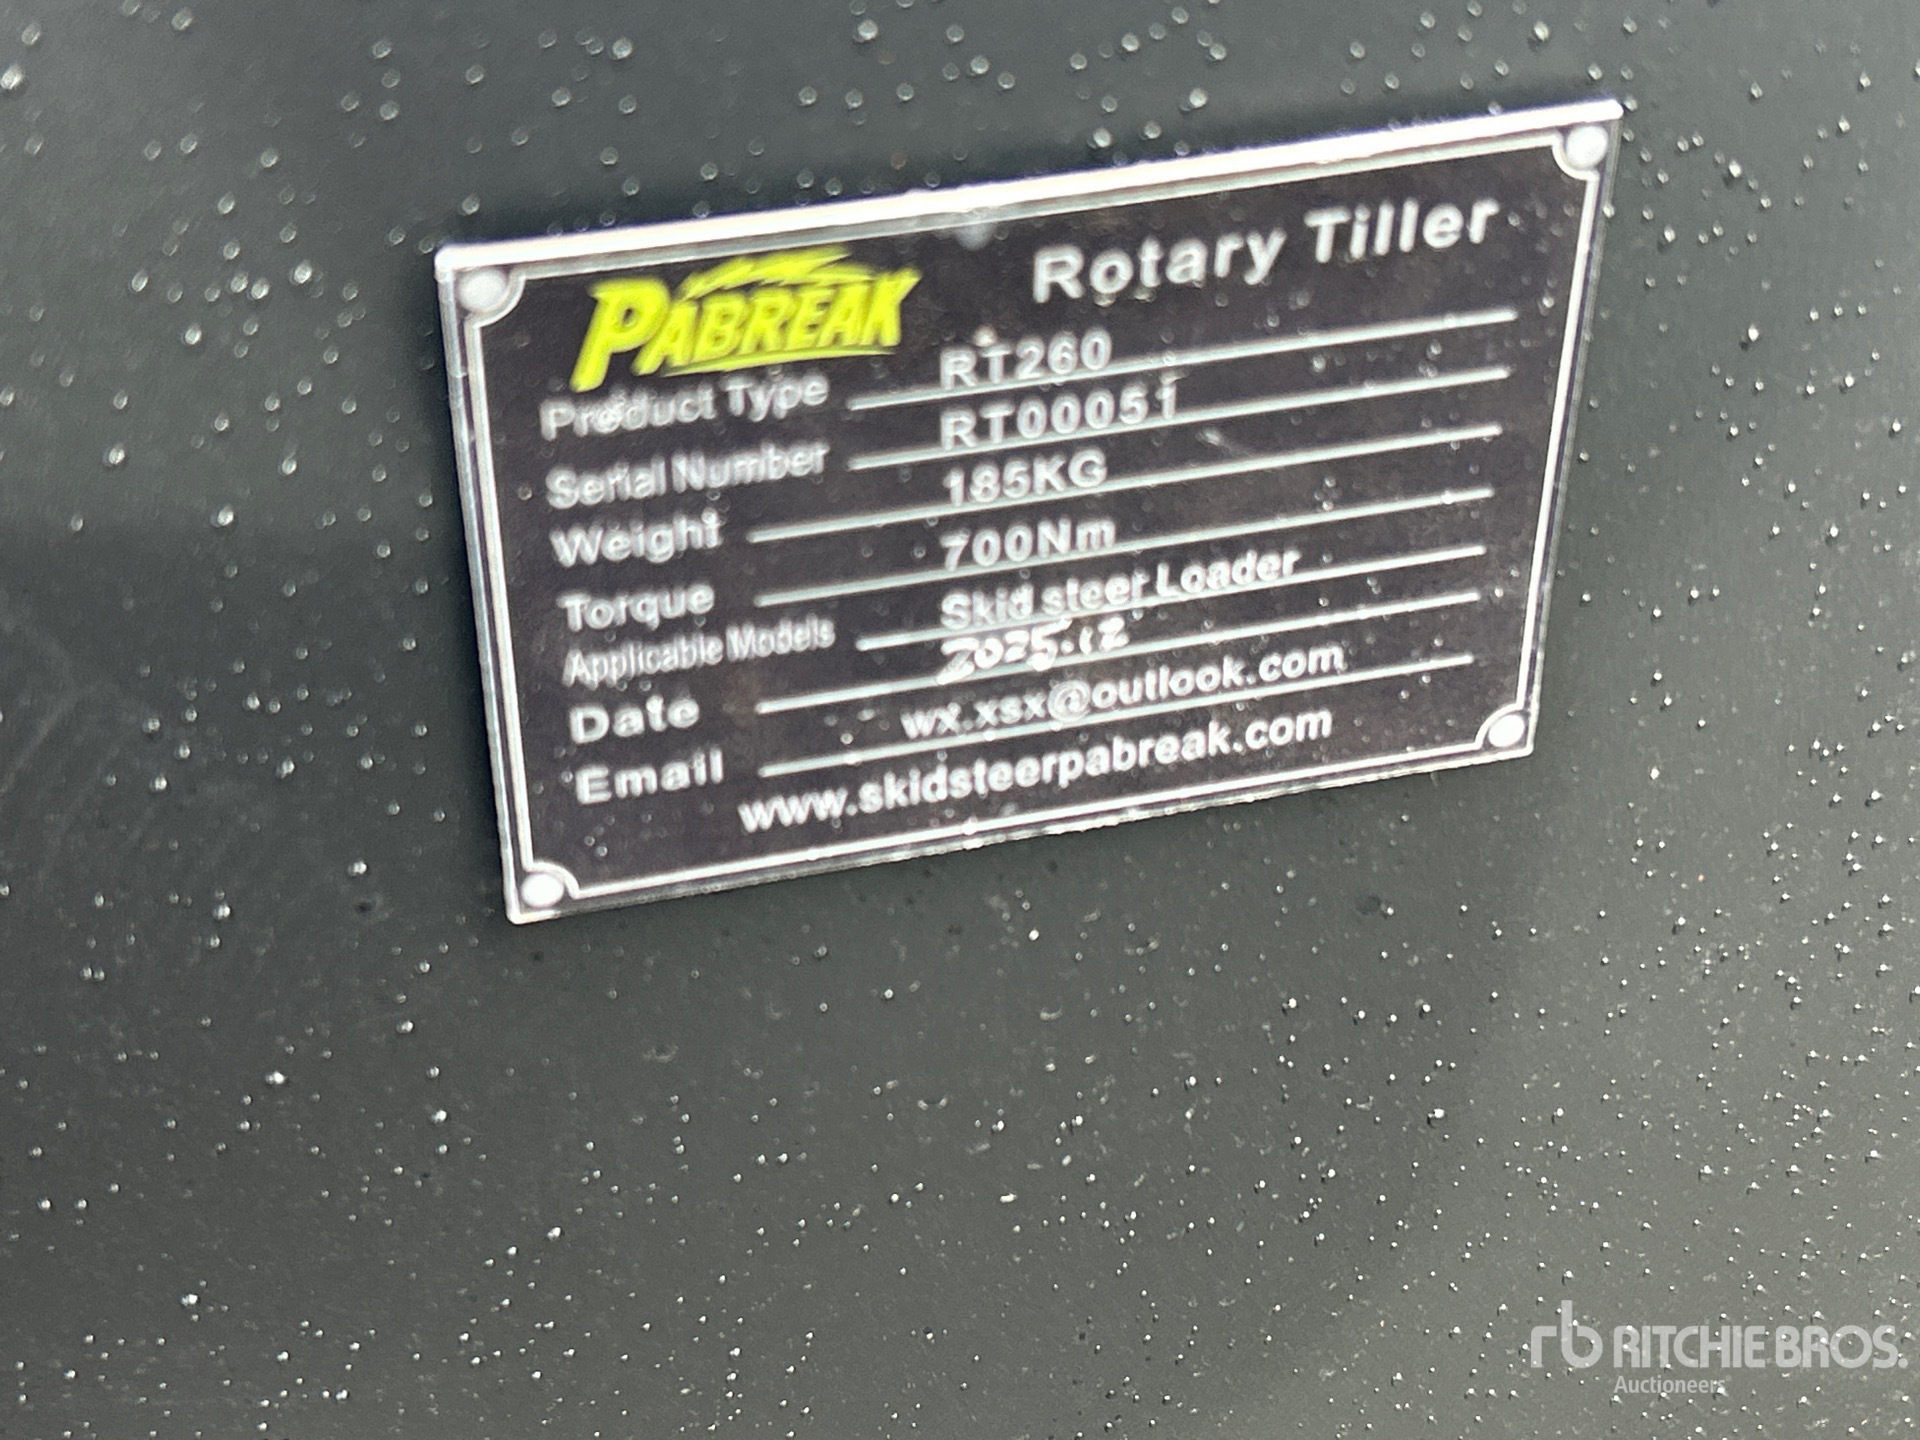 PABREAK Rotary Tiller
Product Type RT260
Serial Number RT00051
Weight 185KG
Torque 700Nm
Applicable Models Skid steer Loader
Date 2025.12
Email wx.xsx@outlook.com
www.skidsteerpabreak.com
rb RITCHIE BROS.
Auctioneers